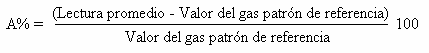 A% = (Lectura promedio - Valor del gas patrón de referencia) 100
Valor del gas patrón de referencia